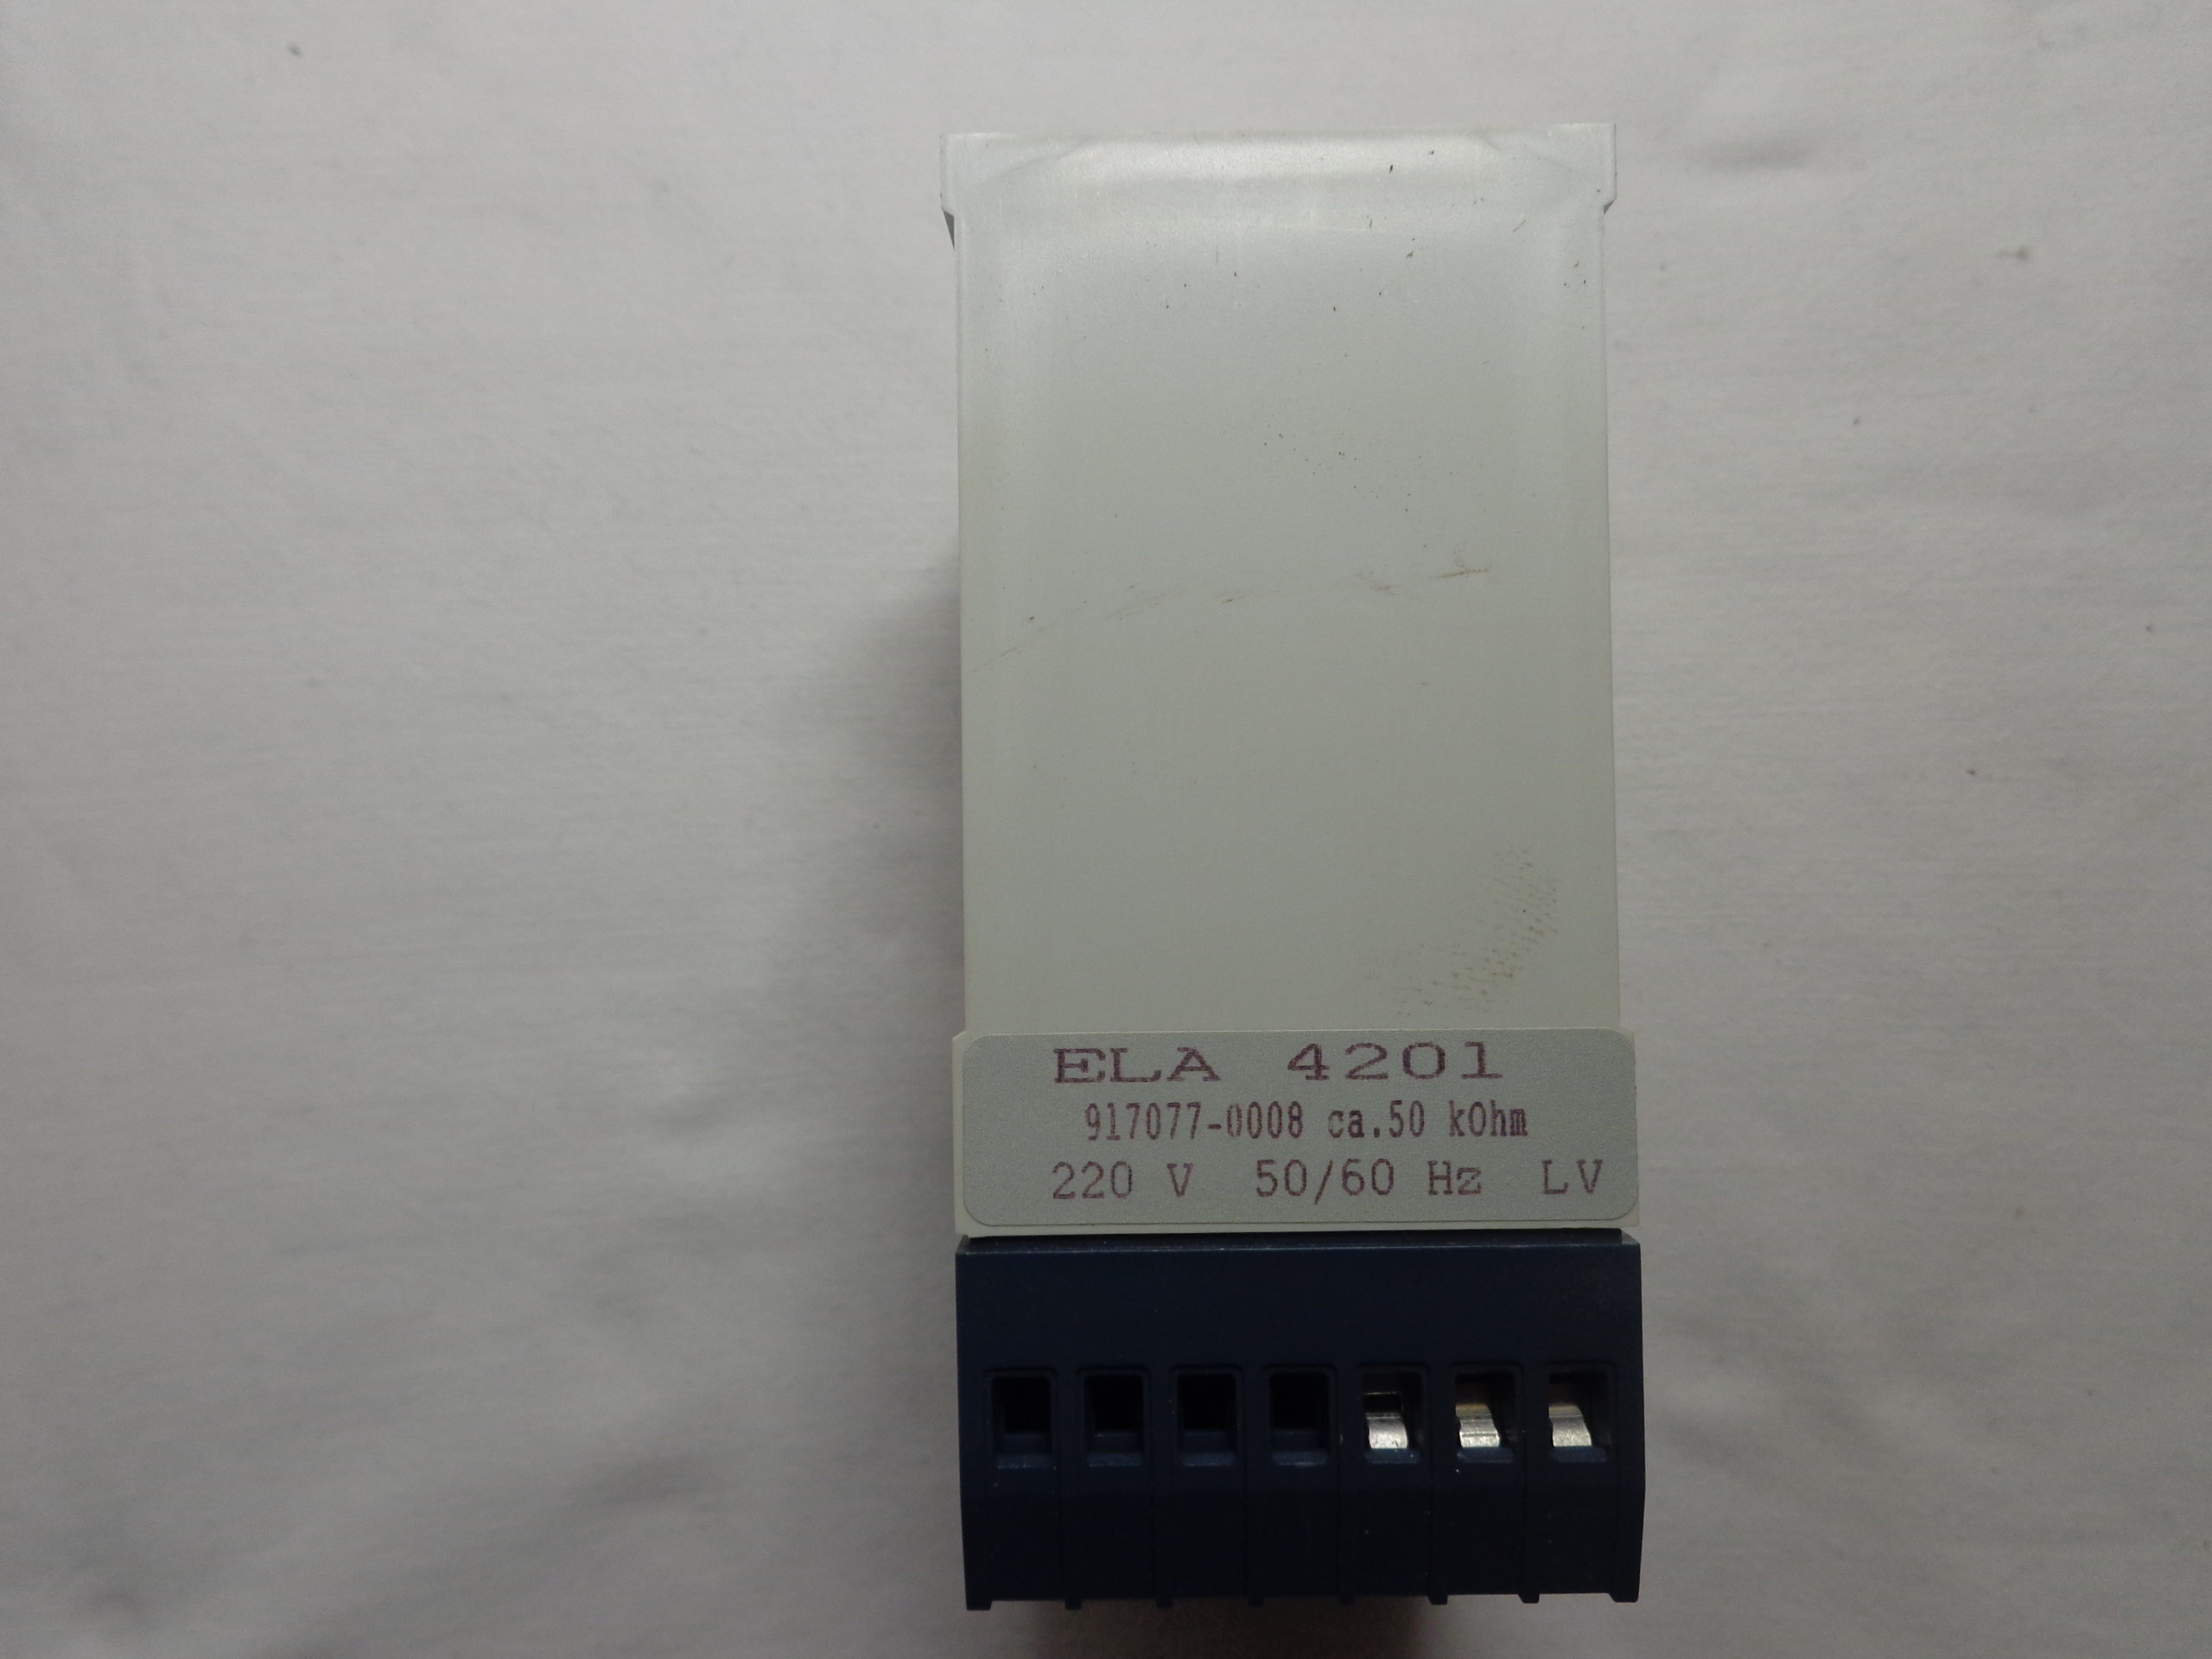 ELA 4201
917077-0008 ca.50 kOhm
220 V 50/60 Hz LV